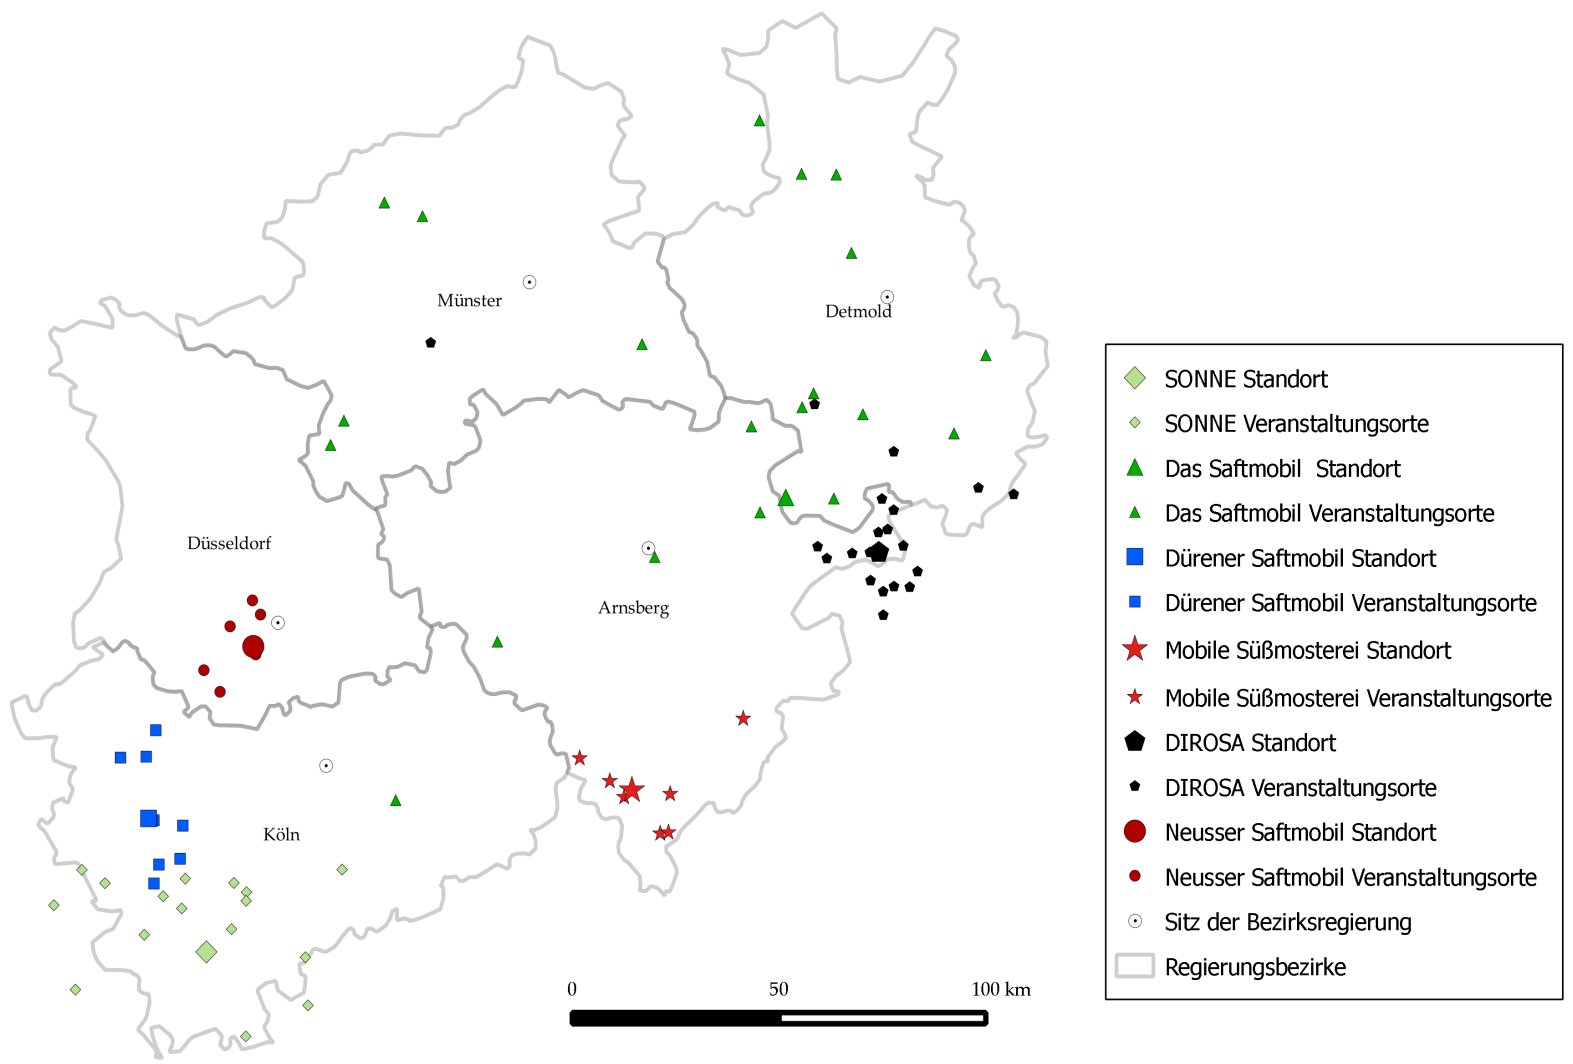 Münster
Detmold
Düsseldorf
Arnsberg
Köln
0 50 100 km
SONNE Standort
SONNE Veranstaltungsorte
Das Saftmobil  Standort
Das Saftmobil Veranstaltungsorte
Dürener Saftmobil Standort
Dürener Saftmobil Veranstaltungsorte
Mobile Süßmosterei Standort
Mobile Süßmosterei Veranstaltungsorte
DIROSA Standort
DIROSA Veranstaltungsorte
Neusser Saftmobil Standort
Neusser Saftmobil Veranstaltungsorte
Sitz der Bezirksregierung
Regierungsbezirke